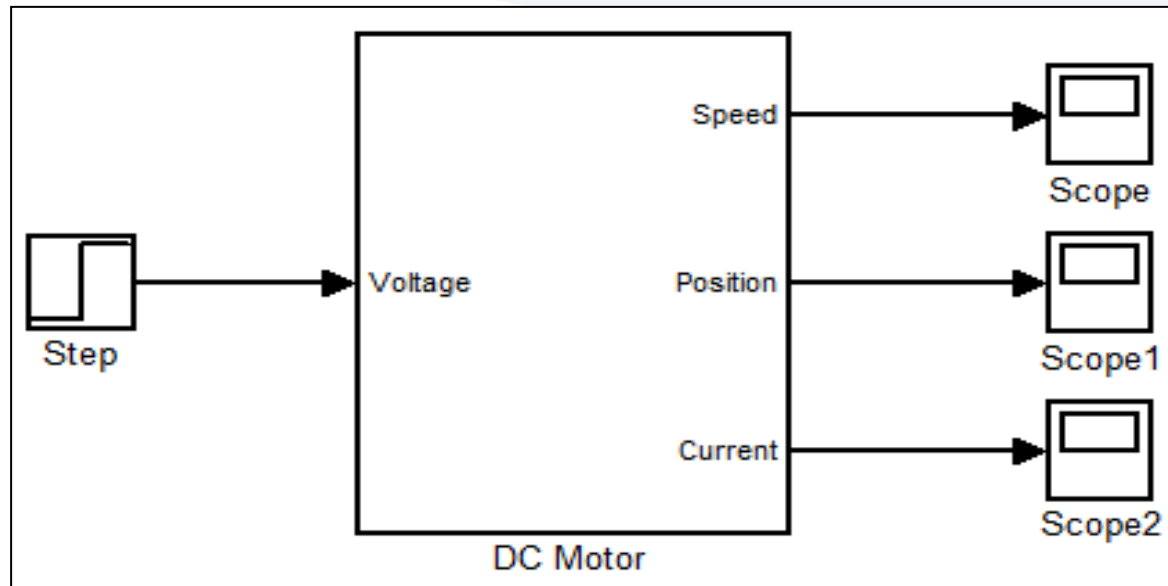 Speed
Scope
Voltage
Position
Step
Scope1
Current
Scope2
DC Motor